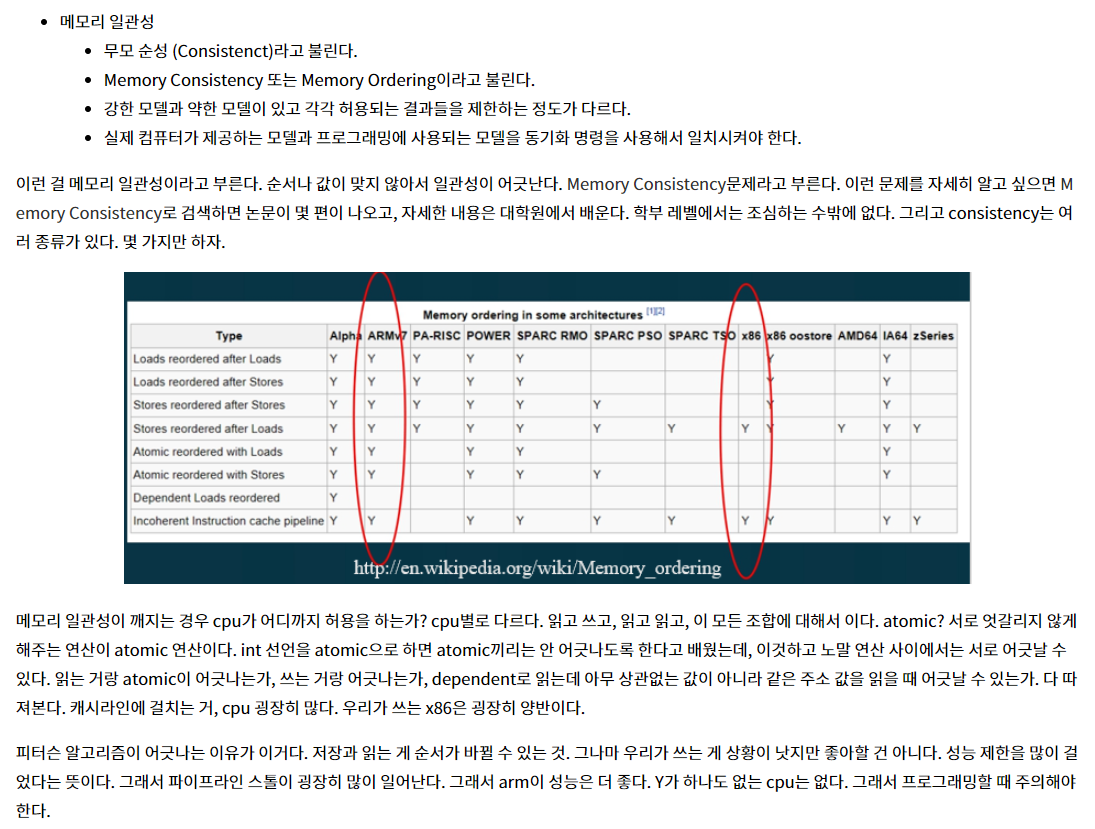 메모리 일관성
무모 순성 (Consistenct)라고 불린다.
Memory Consistency 또는 Memory Ordering이라고 불린다.
강한 모델과 약한 모델이 있고 각각 허용되는 결과들을 제한하는 정도가 다르다.
실제 컴퓨터가 제공하는 모델과 프로그래밍에 사용되는 모델을 동기화 명령을 사용해서 일치시켜야 한다.
이런 걸 메모리 일관성이라고 부른다. 순서나 값이 맞지 않아서 일관성이 어긋난다. Memory Consistency문제라고 부른다. 이런 문제를 자세히 알고 싶으면 M
emory Consistency로 검색하면 논문이 몇 편이 나오고, 자세한 내용은 대학원에서 배운다. 학부 레벨에서는 조심하는 수밖에 없다. 그리고 consistency는 여
러 종류가 있다. 몇 가지만 하자.
Memory ordering in some architectures [1][2]
Type Alpha ARMv7 PA-RISC POWER SPARC RMO SPARC PSO SPARC TSO x86 x86 oostore AMD64 IA64 zSeries
Loads reordered after Loads Y Y Y Y Y Y Y
Loads reordered after Stores Y Y Y Y Y Y Y
Stores reordered after Stores Y Y Y Y Y Y Y Y
Stores reordered after Loads Y Y Y Y Y Y Y Y Y Y Y Y
Atomic reordered with Loads Y Y Y Y Y
Atomic reordered with Stores Y Y Y Y Y Y
Dependent Loads reordered Y
Incoherent Instruction cache pipeline Y Y Y Y Y Y Y Y Y Y
http://en.wikipedia.org/wiki/Memory_ordering
메모리 일관성이 깨지는 경우 cpu가 어디까지 허용을 하는가? cpu별로 다르다. 읽고 쓰고, 읽고 읽고, 이 모든 조합에 대해서 이다. atomic? 서로 엇갈리지 않게
해주는 연산이 atomic 연산이다. int 선언을 atomic으로 하면 atomic끼리는 안 어긋나도록 한다고 배웠는데, 이것하고 노말 연산 사이에서는 서로 어긋날 수
있다. 읽는 거랑 atomic이 어긋나는가, 쓰는 거랑 어긋나는가, dependent로 읽는데 아무 상관없는 값이 아니라 같은 주소 값을 읽을 때 어긋날 수 있는가. 다 따
져본다. 캐시라인에 걸치는 거, cpu 굉장히 많다. 우리가 쓰는 x86은 굉장히 양반이다.
피터슨 알고리즘이 어긋나는 이유가 이거다. 저장과 읽는 게 순서가 바뀔 수 있는 것. 그나마 우리가 쓰는 게 상황이 낫지만 좋아할 건 아니다. 성능 제한을 많이 걸
었다는 뜻이다. 그래서 파이프라인 스톨이 굉장히 많이 일어난다. 그래서 arm이 성능은 더 좋다. Y가 하나도 없는 cpu는 없다. 그래서 프로그래밍할 때 주의해야
한다.